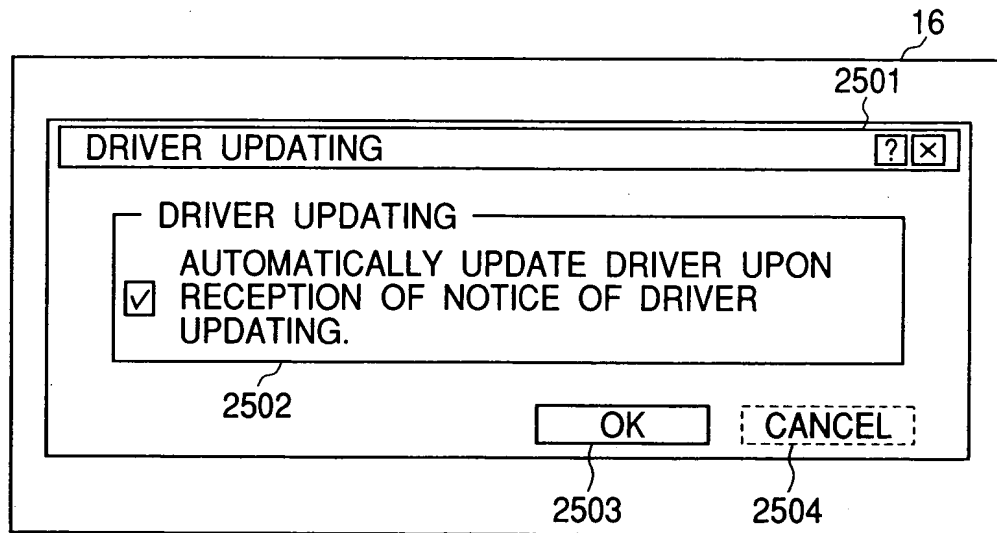 16
2501
DRIVER UPDATING ? ×
DRIVER UPDATING
AUTOMATICALLY UPDATE DRIVER UPON
RECEPTION OF NOTICE OF DRIVER
UPDATING.
2502
OK CANCEL
2503 2504